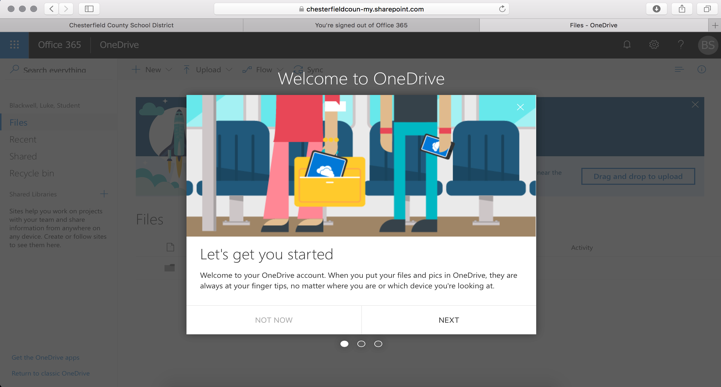 chesterfieldcoun-my.sharepoint.com
Chesterfield County School District
You're signed out of Office 365
Files - OneDrive
Office 365
OneDrive
?
BS
Search everything
New
Upload
Flow
Sync
Welcome to OneDrive
Blackwell, Luke, Student
Files
Recent
Shared
Recycle bin
Shared Libraries
Sites help you work on projects
with your team and share
information from anywhere on
any device. Create or follow sites
to see them here.
Drag and drop to upload
Files
Activity
Let's get you started
Welcome to your OneDrive account. When you put your files and pics in OneDrive, they are
always at your finger tips, no matter where you are or which device you're looking at.
NOT NOW
NEXT
Get the OneDrive apps
Return to classic OneDrive